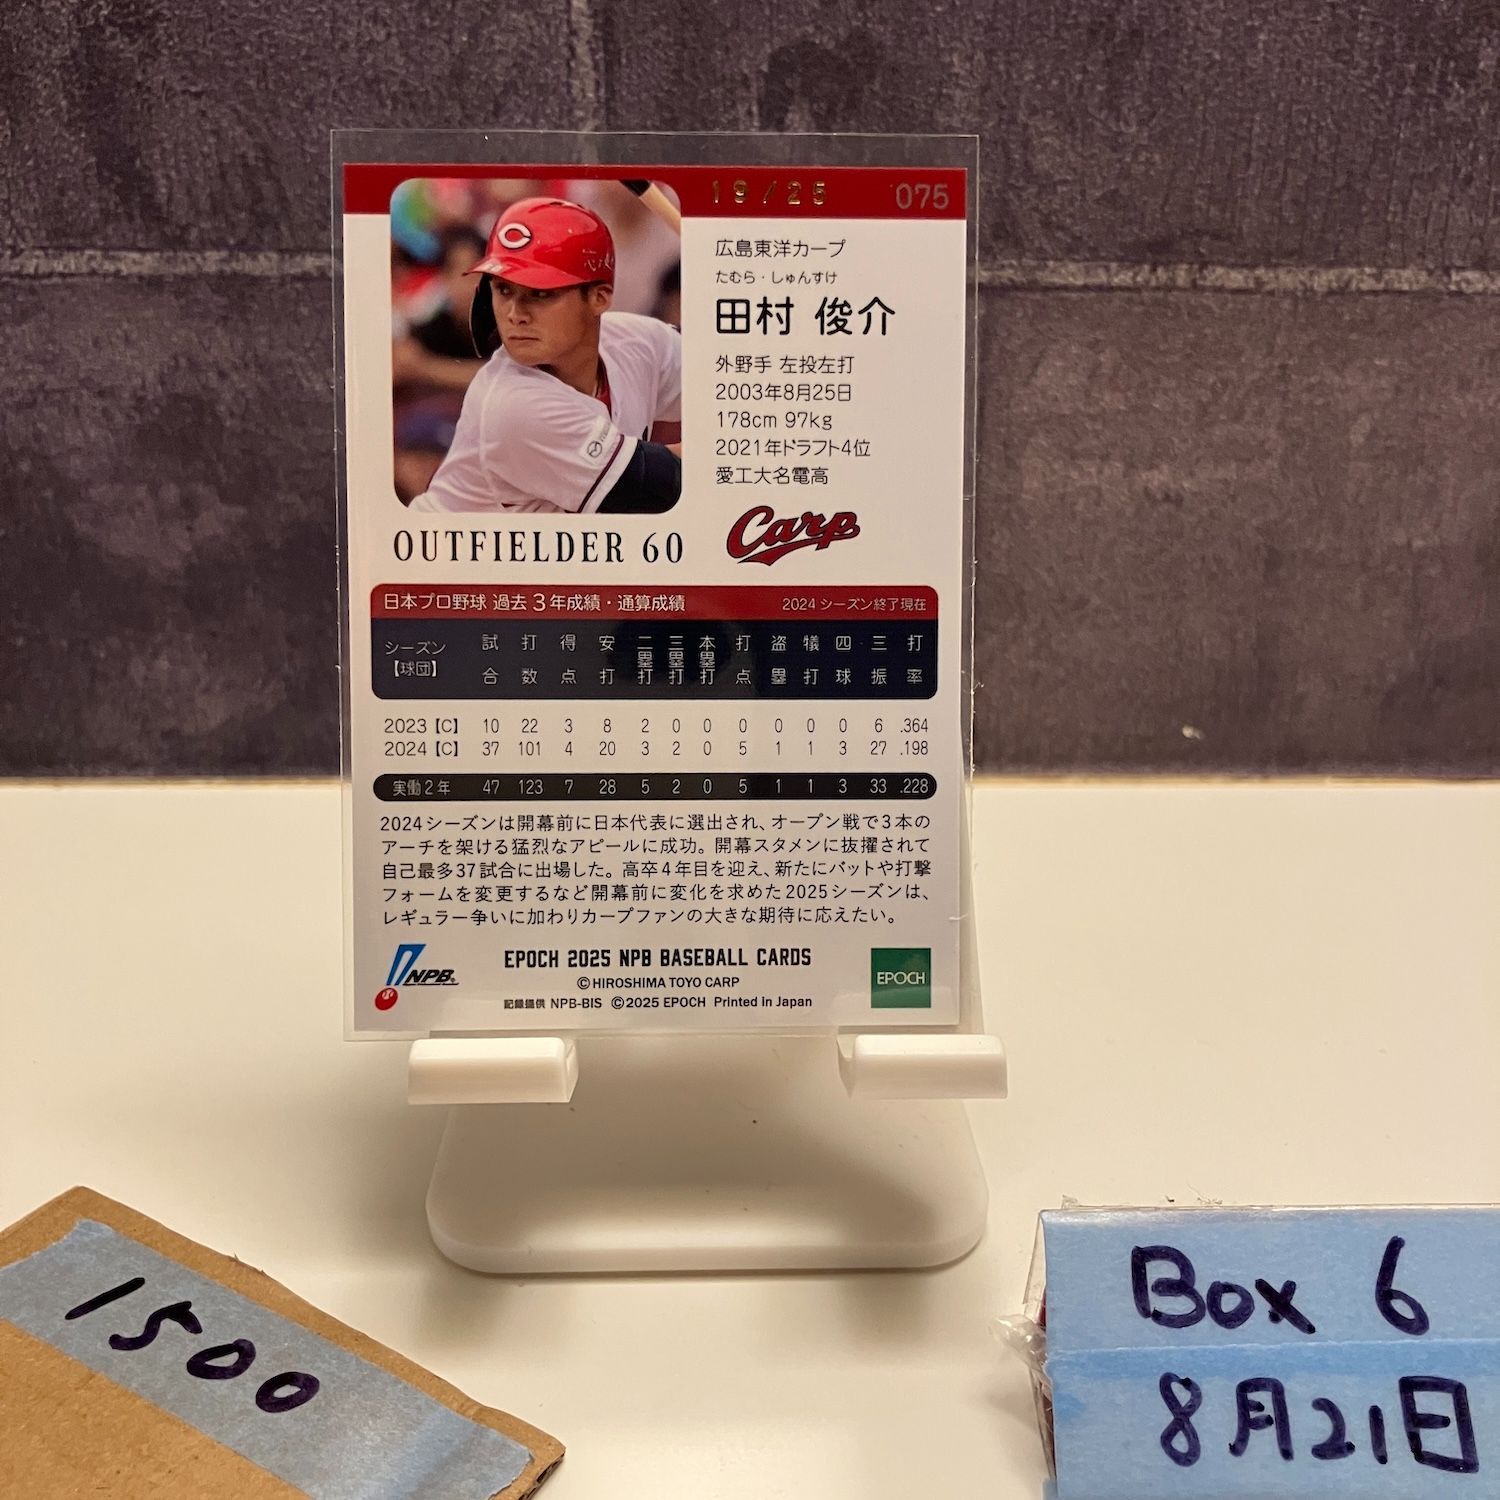 19/25 075
広島東洋カープ
たむら・しゅんすけ
田村 俊介
外野手 左投左打
2003年8月25日
178cm 97kg
2021年ドラフト4位
愛工大名電高
Carp
OUTFIELDER 60
日本プロ野球 過去3年成績・通算成績 2024 シーズン終了現在
シーズン【球団】 試合 打数 得点 安打 二塁打 三塁打 本塁打 打点 盗塁 犠打 四球 三振 打率
2023【C】 10 22 3 8 2 0 0 0 0 0 0 6 .364
2024【C】 37 101 4 20 3 2 0 5 1 1 3 27 .198
実働2年 47 123 7 28 5 2 0 5 1 1 3 33 .228
2024シーズンは開幕前に日本代表に選出され、オープン戦で3本の
アーチを架ける猛烈なアピールに成功。開幕スタメンに抜擢されて
自己最多37試合に出場した。高卒4年目を迎え、新たにバットや打撃
フォームを変更するなど開幕前に変化を求めた2025シーズンは、
レギュラー争いに加わりカープファンの大きな期待に応えたい。
NPB
EPOCH 2025 NPB BASEBALL CARDS
©HIROSHIMA TOYO CARP
記録提供 NPB-BIS ©2025 EPOCH Printed in Japan
EPOCH
1500
Box 6
8月21日